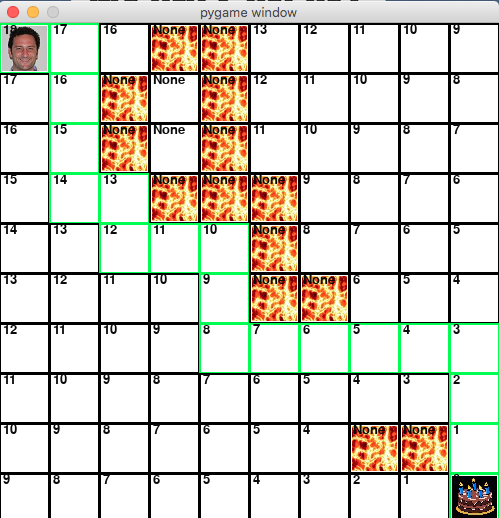 pygame window
18 17 16 None None 13 12 11 10 9
17 16 None None None 12 11 10 9 8
16 15 None None None 11 10 9 8 7
15 14 13 None None None 9 8 7 6
14 13 12 11 10 None 8 7 6 5
13 12 11 10 9 None None 6 5 4
12 11 10 9 8 7 6 5 4 3
11 10 9 8 7 6 5 4 3 2
10 9 8 7 6 5 4 None None 1
9 8 7 6 5 4 3 2 1